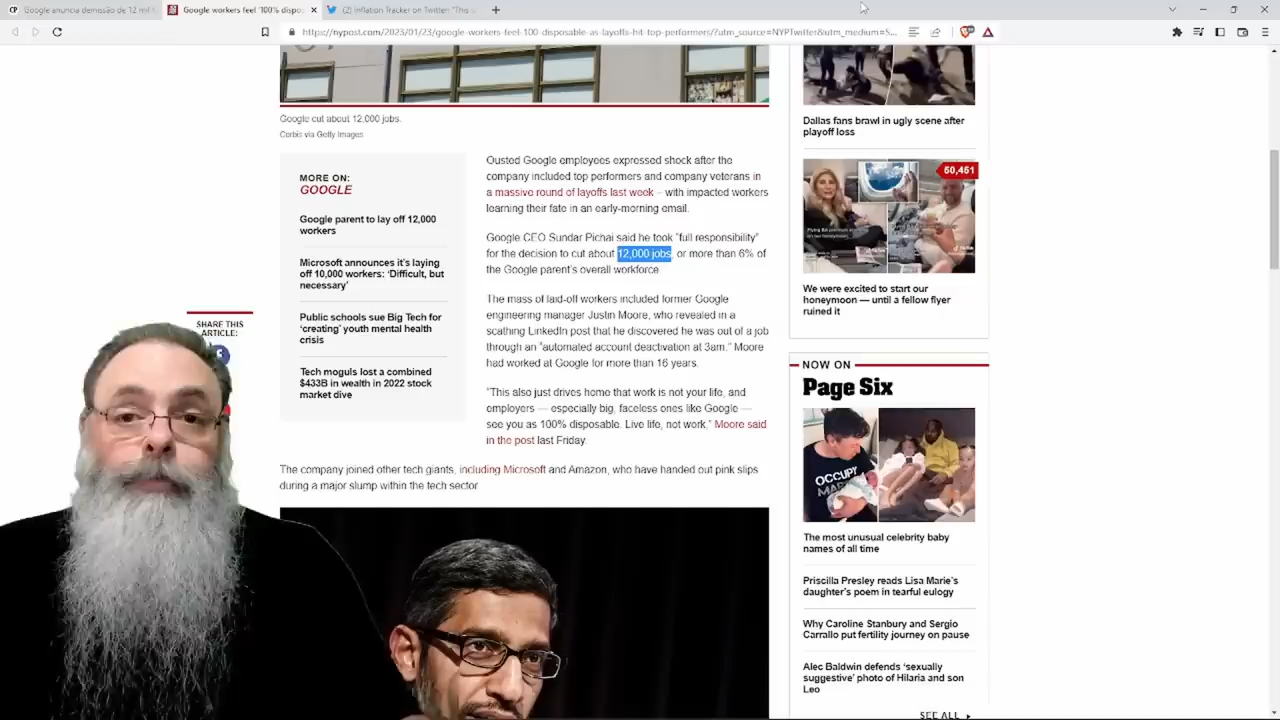 Google anuncia demissão de 12 mil
Google workers feel '100% dispos
(2) Inflation Tracker on Twitter "This
https://nypost.com/2023/01/23/google-workers-feel-100-disposable-as-layoffs-hit-top-performers/?utm_source=NYPTwitter&utm_medium=S...
Google cut about 12,000 jobs.
Corbis via Getty Images
MORE ON:
GOOGLE
Google parent to lay off 12,000
workers
Microsoft announces it's laying
off 10,000 workers: 'Difficult, but
necessary'
Public schools sue Big Tech for
'creating' youth mental health
crisis
Tech moguls lost a combined
$433B in wealth in 2022 stock
market dive
SHARE THIS
ARTICLE:
Ousted Google employees expressed shock after the
company included top performers and company veterans in
a massive round of layoffs last week – with impacted workers
learning their fate in an early-morning email.
Google CEO Sundar Pichai said he took "full responsibility"
for the decision to cut about 12,000 jobs, or more than 6% of
the Google parent's overall workforce.
The mass of laid-off workers included former Google
engineering manager Justin Moore, who revealed in a
scathing LinkedIn post that he discovered he was out of a job
through an "automated account deactivation at 3am." Moore
had worked at Google for more than 16 years.
"This also just drives home that work is not your life, and
employers — especially big, faceless ones like Google —
see you as 100% disposable. Live life, not work," Moore said
in the post last Friday.
The company joined other tech giants, including Microsoft and Amazon, who have handed out pink slips
during a major slump within the tech sector
Dallas fans brawl in ugly scene after
playoff loss
50,451
We were excited to start our
honeymoon — until a fellow flyer
ruined it
NOW ON
Page Six
OCCUPY
The most unusual celebrity baby
names of all time
Priscilla Presley reads Lisa Marie's
daughter's poem in tearful eulogy
Why Caroline Stanbury and Sergio
Carrallo put fertility journey on pause
Alec Baldwin defends 'sexually
suggestive' photo of Hilaria and son
Leo
SEE ALL